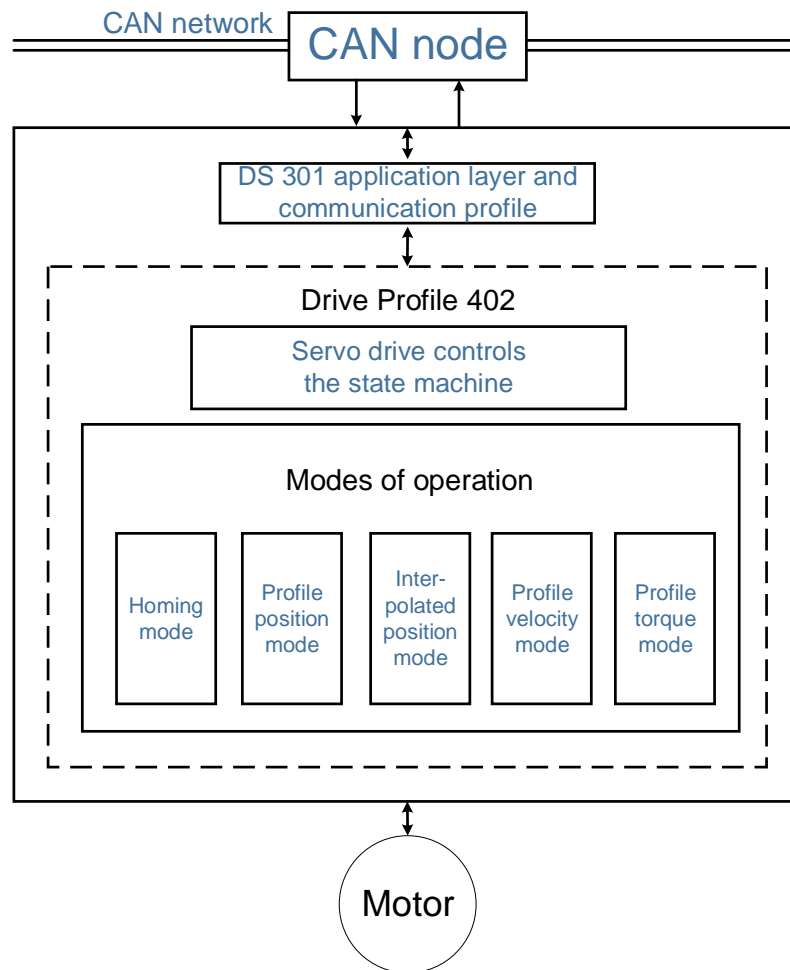 CAN network
CAN node
DS 301 application layer and
communication profile
Drive Profile 402
Servo drive controls
the state machine
Modes of operation
Homing
mode
Profile
position
mode
Inter-
polated
position
mode
Profile
velocity
mode
Profile
torque
mode
Motor